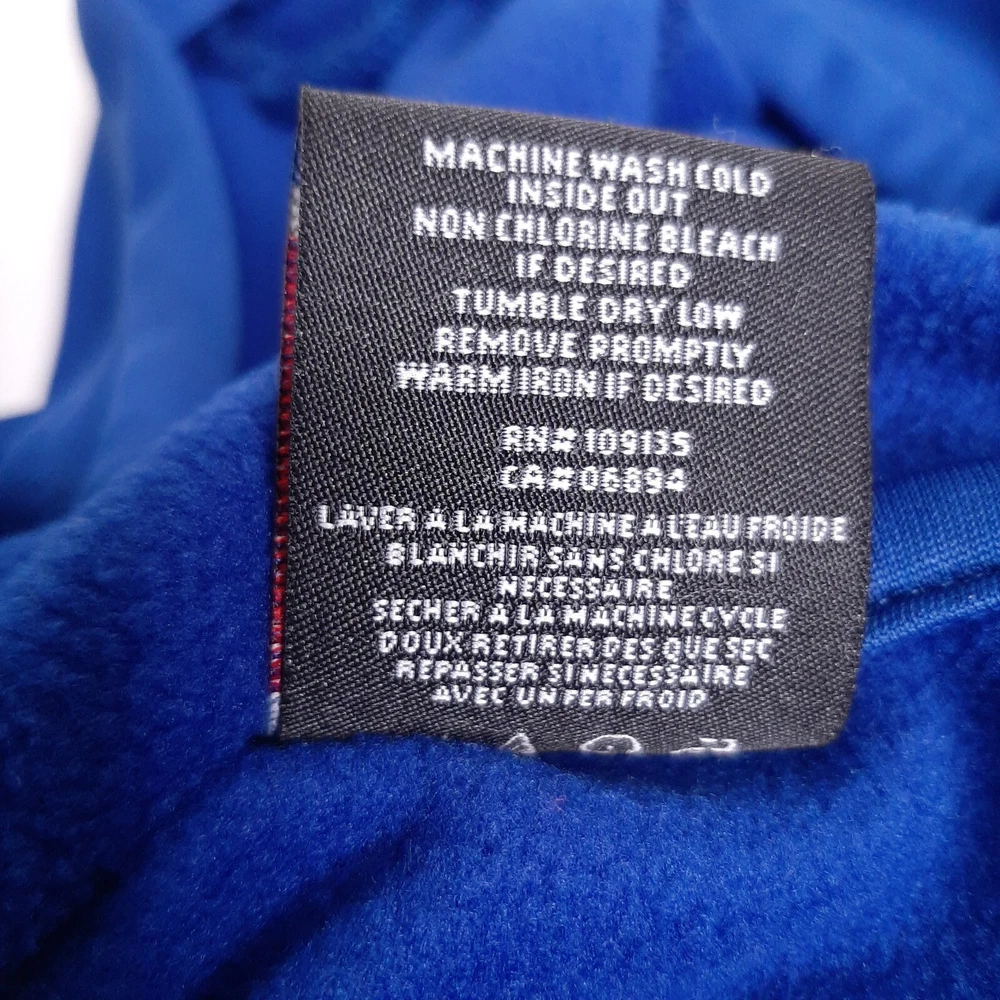 MACHINE WASH COLD
INSIDE OUT
NON CHLORINE BLEACH
IF DESIRED
TUMBLE DRY LOW
REMOVE PROMPTLY
WARM IRON IF DESIRED
RN# 109135
CA# 06894
LAVER A LA MACHINE A L'EAU FROIDE
BLANCHIR SANS CHLORE SI
NECESSAIRE
SECHER A LA MACHINE CYCLE
DOUX RETIRER DES QUE SEC
REPASSER SI NECESSAIRE
AVEC UN FER FROID